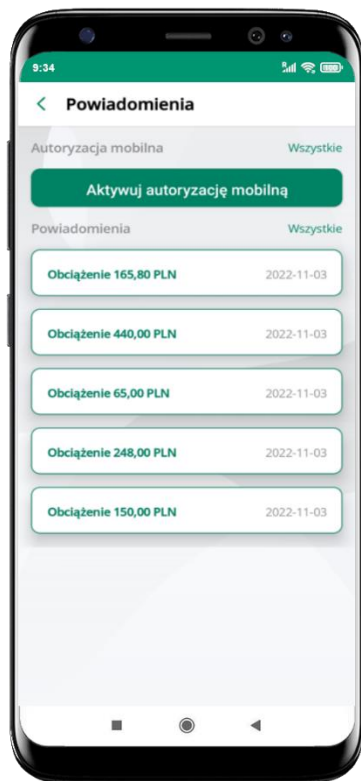 9:34
Powiadomienia
Autoryzacja mobilna Wszystkie
Aktywuj autoryzację mobilną
Powiadomienia Wszystkie
Obciążenie 165,80 PLN 2022-11-03
Obciążenie 440,00 PLN 2022-11-03
Obciążenie 65,00 PLN 2022-11-03
Obciążenie 248,00 PLN 2022-11-03
Obciążenie 150,00 PLN 2022-11-03